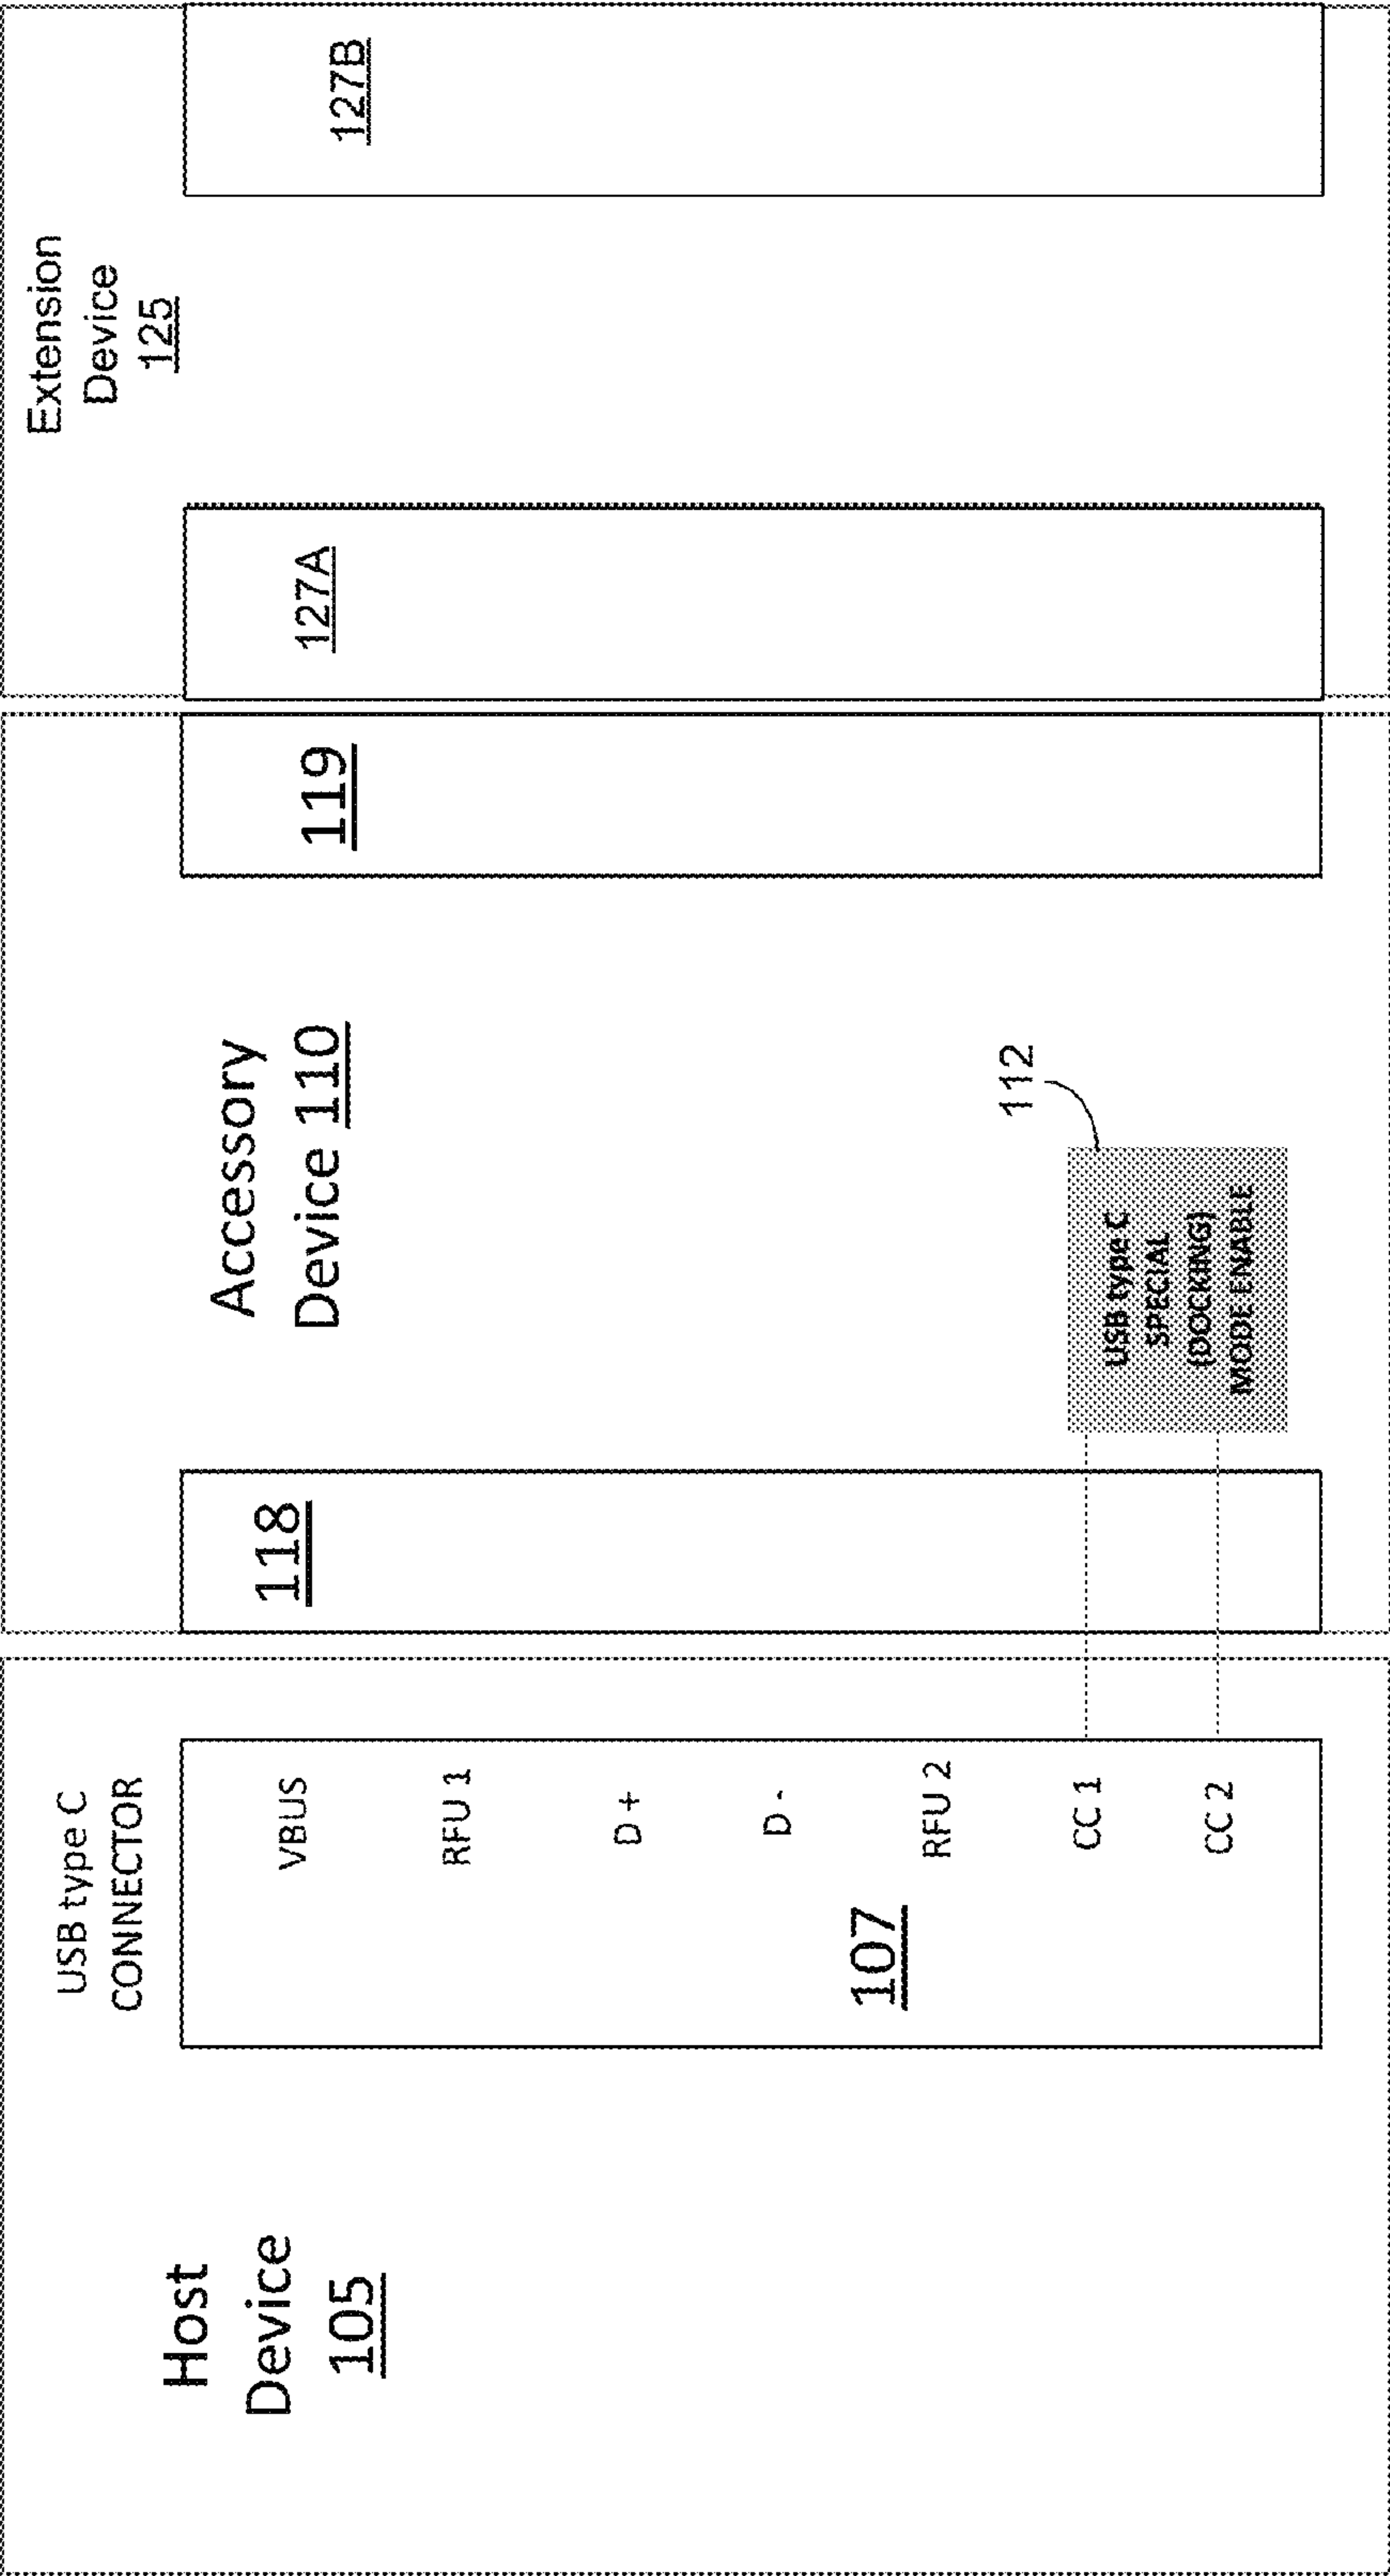 Host
Device
105
USB type C
CONNECTOR
VBUS
RFU 1
D +
D -
RFU 2
CC 1
CC 2
107
118
Accessory
Device 110
112
USB type C
SPECIAL
(DOCKING)
MODE ENABLE
119
Extension
Device
125
127A
127B